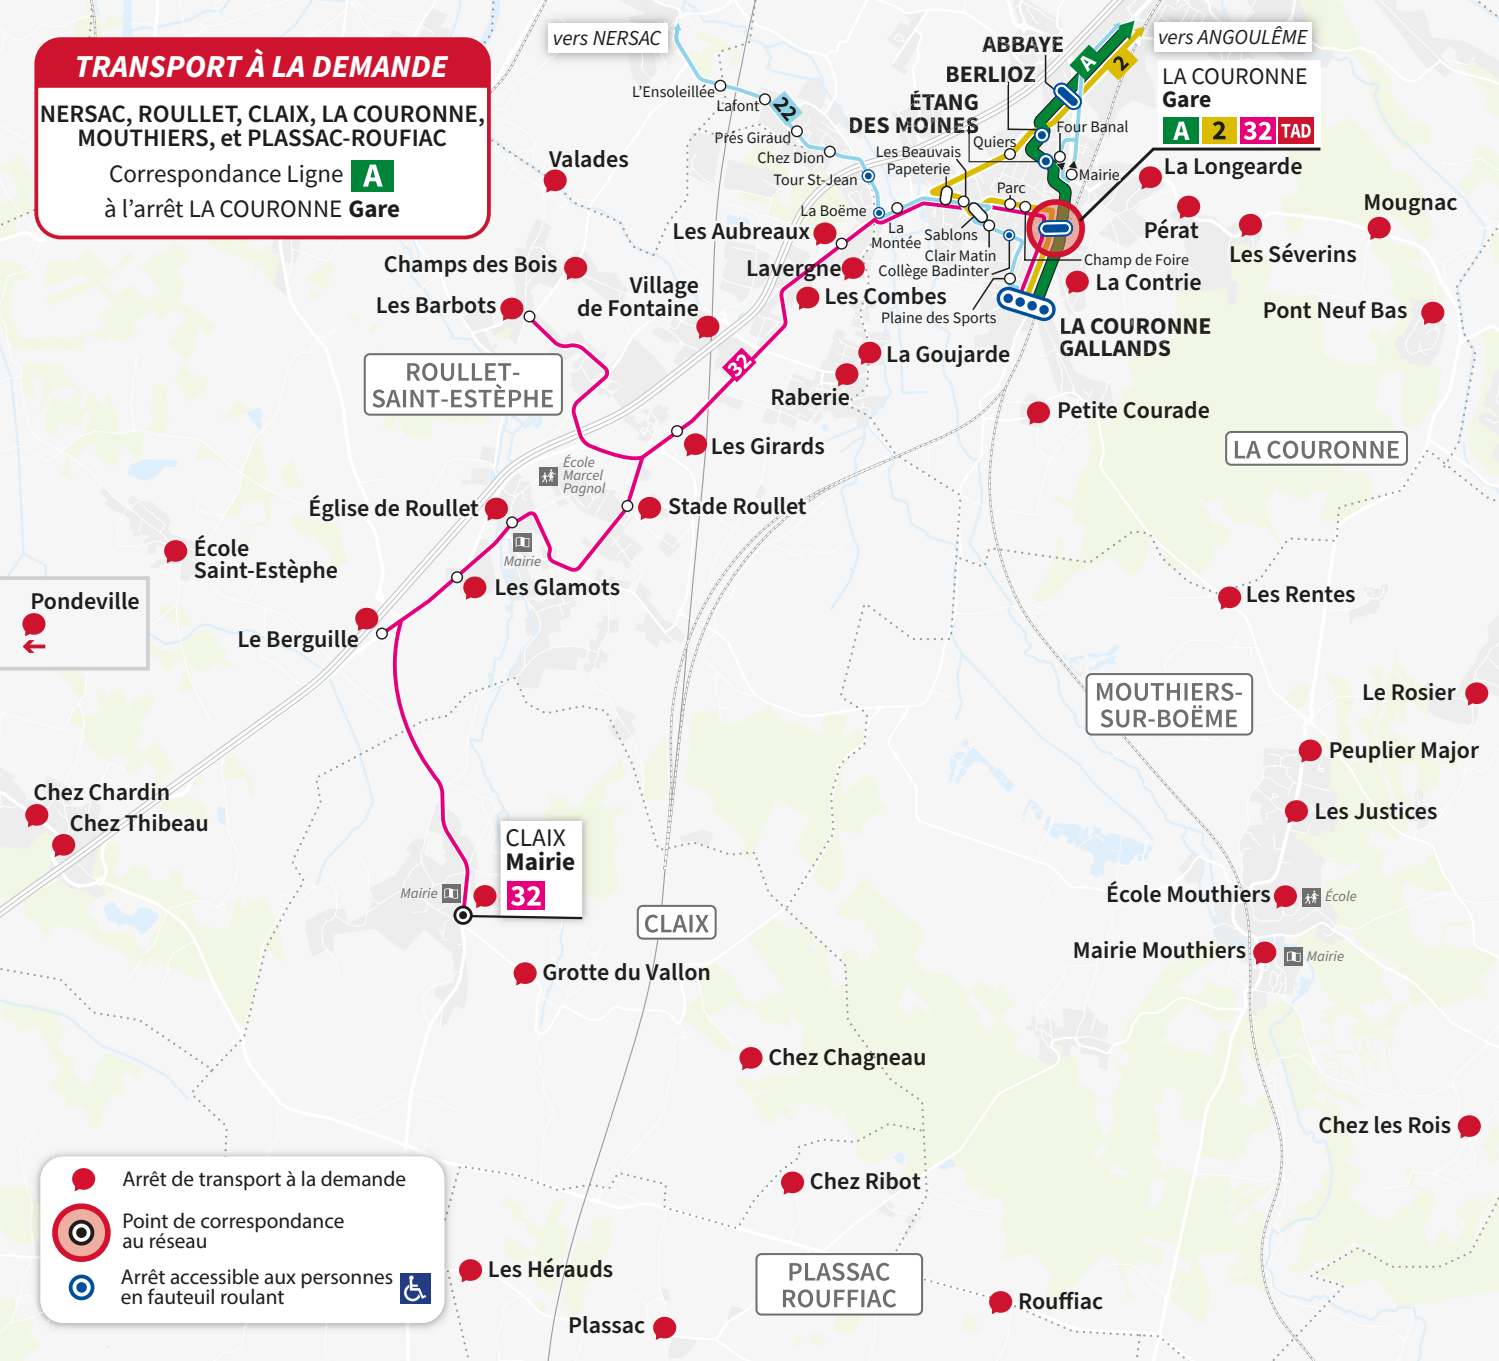 TRANSPORT À LA DEMANDE
NERSAC, ROULLET, CLAIX, LA COURONNE,
MOUTHIERS, et PLASSAC-ROUFIAC
Correspondance Ligne A
à l'arrêt LA COURONNE Gare
vers NERSAC
vers ANGOULÊME
ABBAYE
BERLIOZ
ÉTANG
DES MOINES
A
2
LA COURONNE
Gare
A 2 32 TAD
L'Ensoleillée
Lafont
22
Prés Giraud
Chez Dion
Tour St-Jean
La Boëme
Les Beauvais
Papeterie
Quiers
Four Banal
Mairie
Parc
La
Montée
Sablons
Clair Matin
Collège Badinter
Plaine des Sports
Champ de Foire
LA COURONNE
GALLANDS
Valades
La Longearde
Pérat
Mougnac
Les Séverins
Les Aubreaux
Lavergne
Les Combes
La Contrie
Pont Neuf Bas
Champs des Bois
Les Barbots
Village
de Fontaine
32
La Goujarde
Raberie
Petite Courade
ROULLET-
SAINT-ESTÈPHE
LA COURONNE
Les Girards
École
Marcel
Pagnol
Église de Roullet
Stade Roullet
Mairie
École
Saint-Estèphe
Les Glamots
Pondeville
Le Berguille
Les Rentes
MOUTHIERS-
SUR-BOËME
Le Rosier
Peuplier Major
Les Justices
Chez Chardin
Chez Thibeau
CLAIX
Mairie
32
Mairie
CLAIX
École Mouthiers
École
Mairie Mouthiers
Mairie
Grotte du Vallon
Chez Chagneau
Chez les Rois
Chez Ribot
Les Hérauds
PLASSAC
ROUFFIAC
Rouffiac
Plassac
Arrêt de transport à la demande
Point de correspondance
au réseau
Arrêt accessible aux personnes
en fauteuil roulant